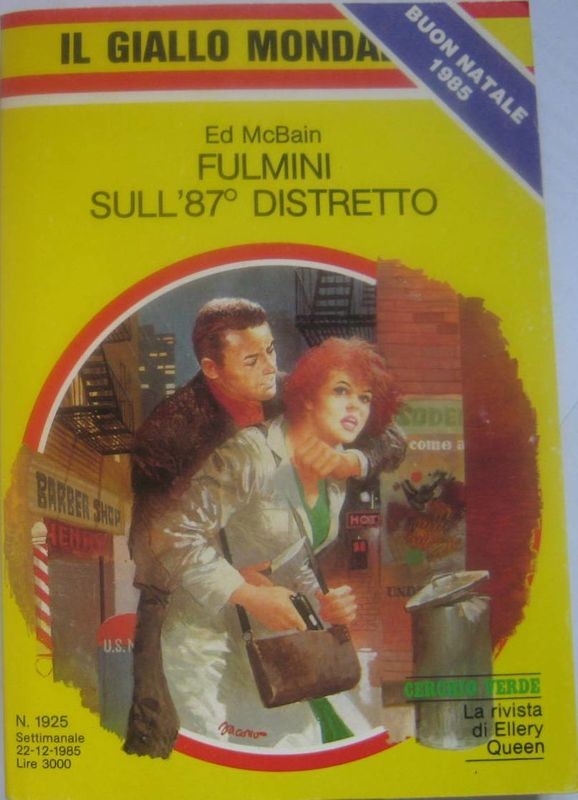 IL GIALLO
BUON NATALE
1985
Ed McBain
FULMINI
SULL'87° DISTRETTO
BARBER SHOP
come a
HOT
U.S.
N. 1925
Settimanale
22-12-1985
Lire 3000
CERCHIO VERDE
La rivista
di Ellery
Queen